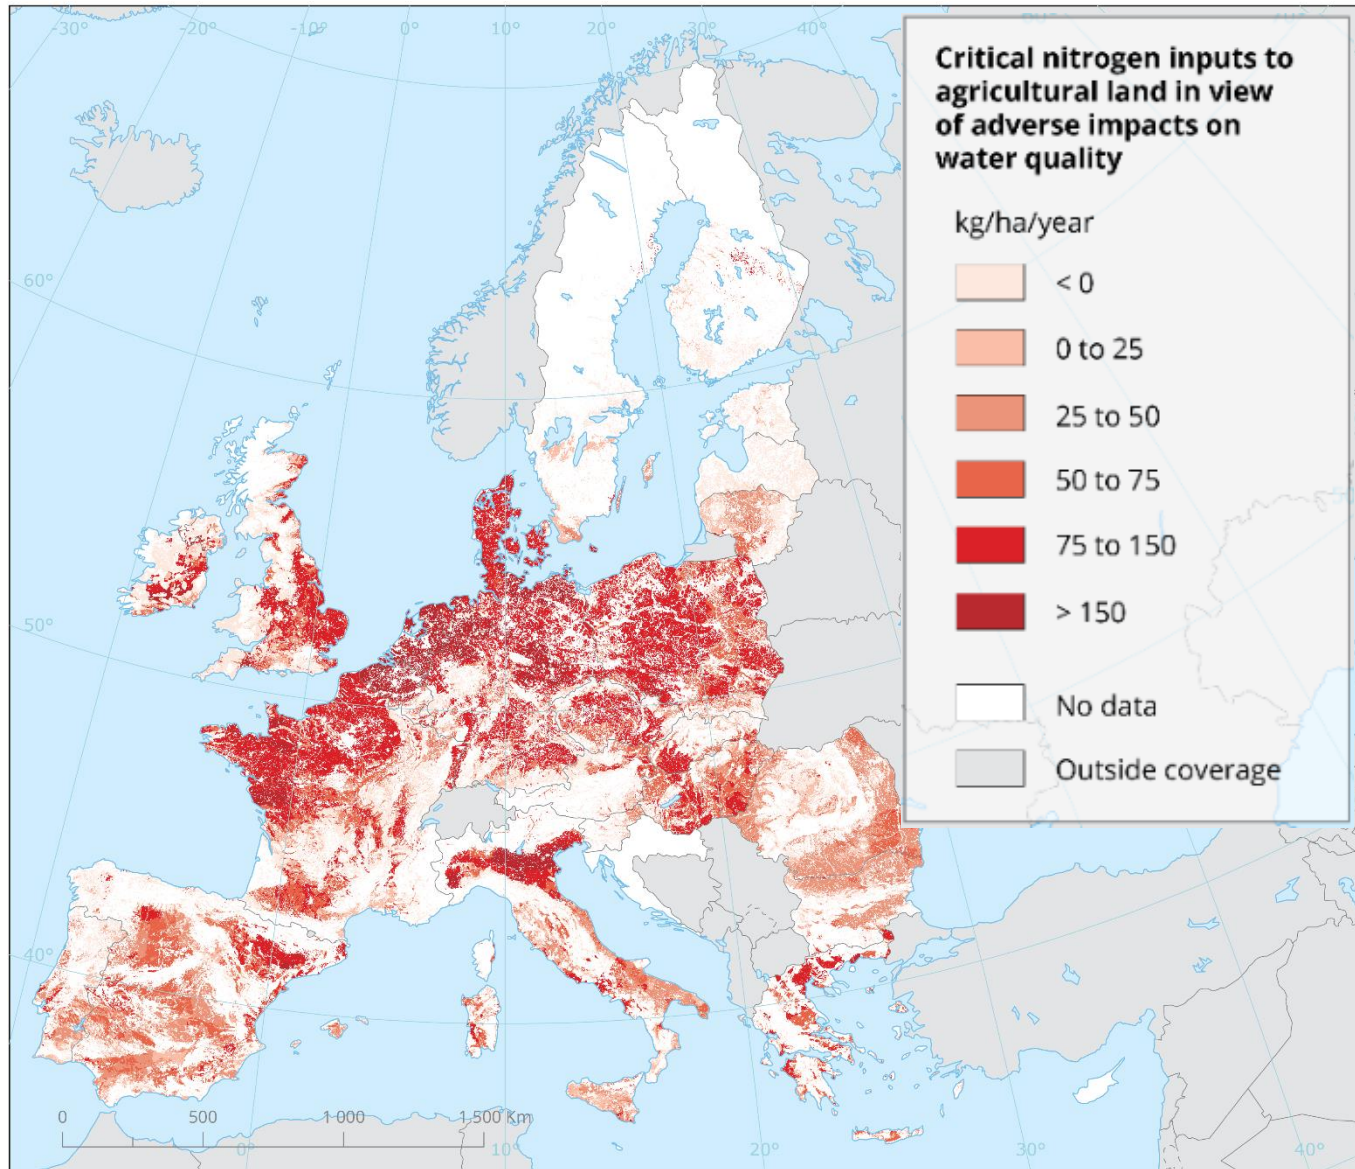 -30°
-20°
-10°
0°
10°
20°
30°
Critical nitrogen inputs to
agricultural land in view
of adverse impacts on
water quality
kg/ha/year
< 0
0 to 25
25 to 50
50 to 75
75 to 150
> 150
No data
Outside coverage
60°
50°
40°
0 500 1 000 1 500 Km
0°
10°
20°
30°
40°